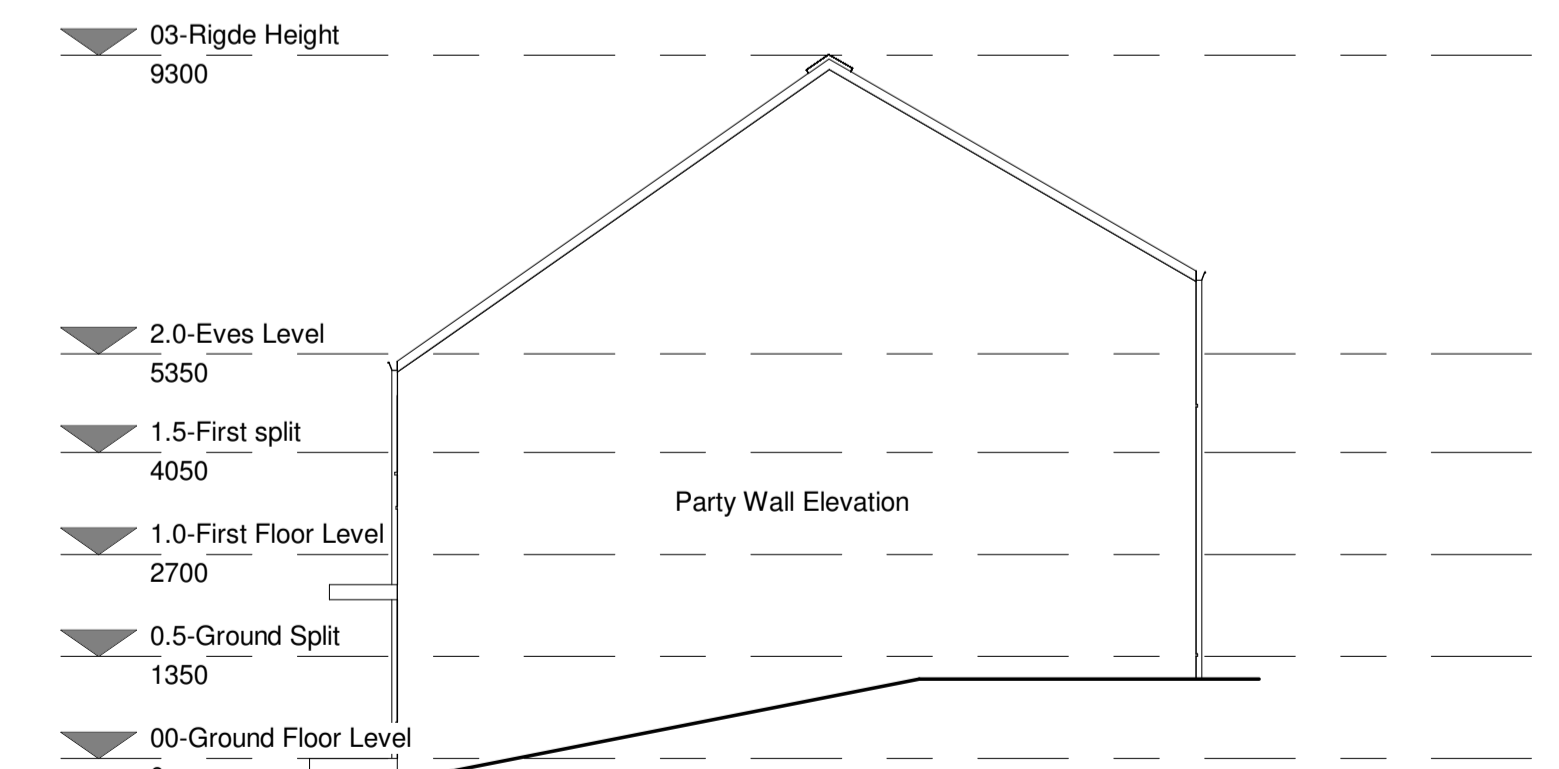 03-Rigde Height
9300
2.0-Eves Level
5350
1.5-First split
4050
Party Wall Elevation
1.0-First Floor Level
2700
0.5-Ground Split
1350
00-Ground Floor Level